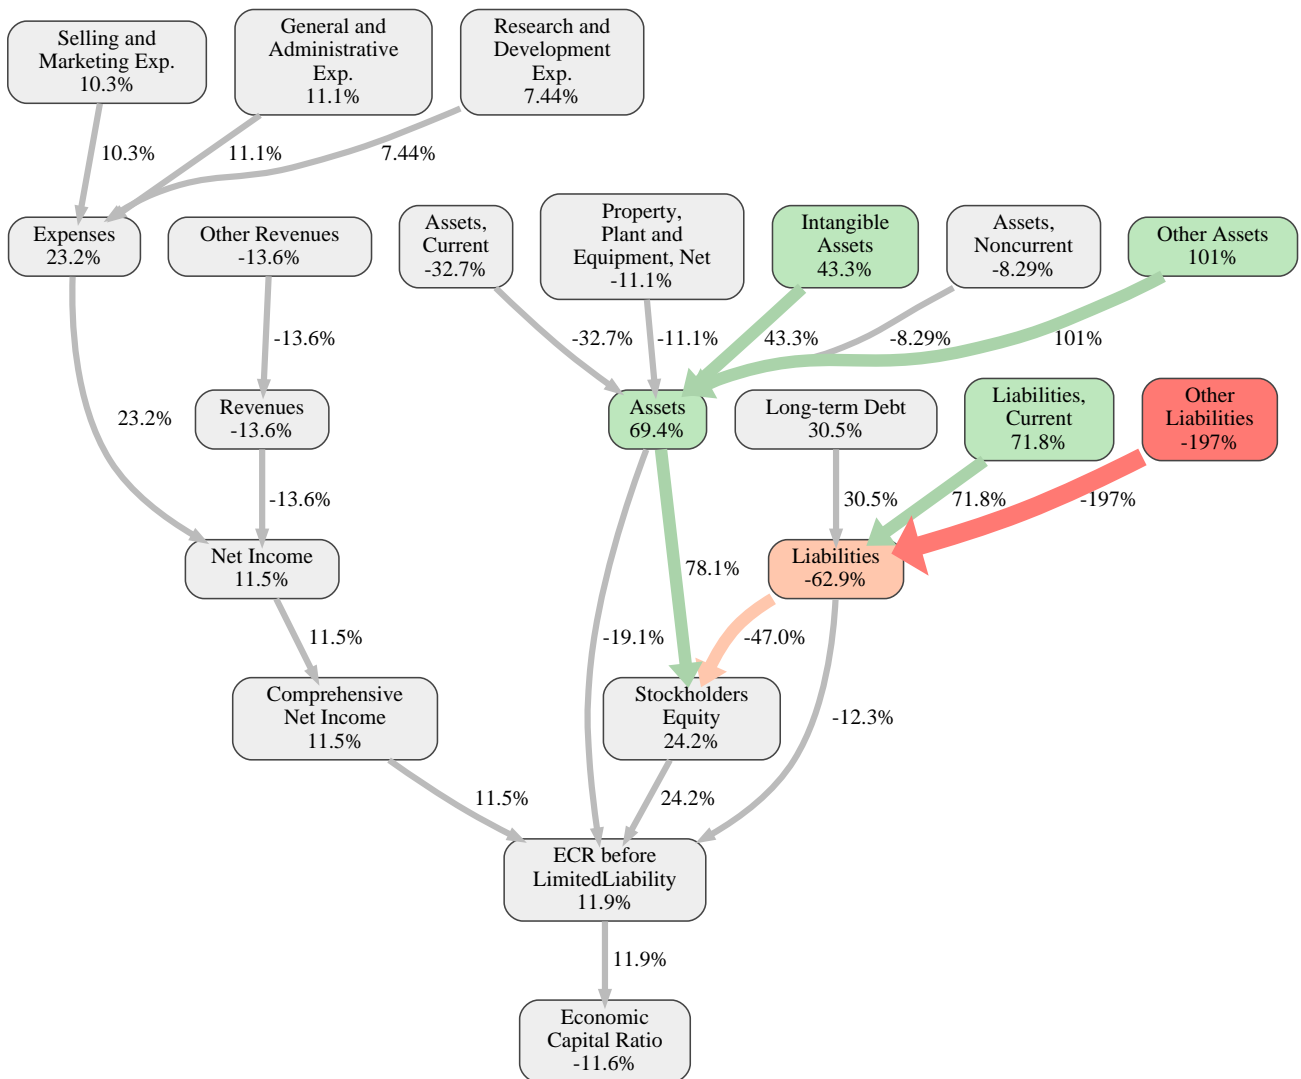 Selling and
Marketing Exp.
10.3%
General and
Administrative
Exp.
11.1%
Research and
Development
Exp.
7.44%
10.3%
11.1%
7.44%
Expenses
23.2%
Other Revenues
-13.6%
Assets,
Current
-32.7%
Property,
Plant and
Equipment, Net
-11.1%
Intangible
Assets
43.3%
Assets,
Noncurrent
-8.29%
Other Assets
101%
-13.6%
-32.7%
-11.1%
43.3%
-8.29%
101%
23.2%
Revenues
-13.6%
Assets
69.4%
Long-term Debt
30.5%
Liabilities,
Current
71.8%
Other
Liabilities
-197%
-13.6%
30.5%
71.8%
-197%
Net Income
11.5%
78.1%
Liabilities
-62.9%
11.5%
-19.1%
-47.0%
Comprehensive
Net Income
11.5%
Stockholders
Equity
24.2%
-12.3%
11.5%
24.2%
ECR before
LimitedLiability
11.9%
11.9%
Economic
Capital Ratio
-11.6%